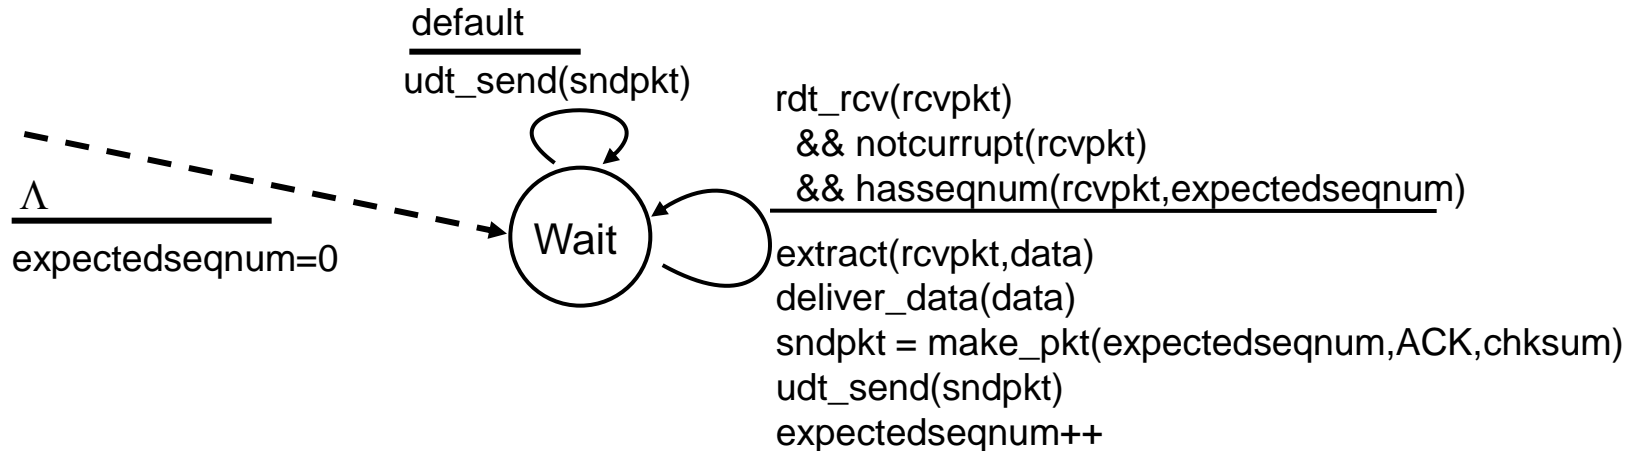 default
udt_send(sndpkt)
rdt_rcv(rcvpkt)
&& notcurrupt(rcvpkt)
&& hasseqnum(rcvpkt,expectedseqnum)
Λ
expectedseqnum=0
Wait
extract(rcvpkt,data)
deliver_data(data)
sndpkt = make_pkt(expectedseqnum,ACK,chksum)
udt_send(sndpkt)
expectedseqnum++